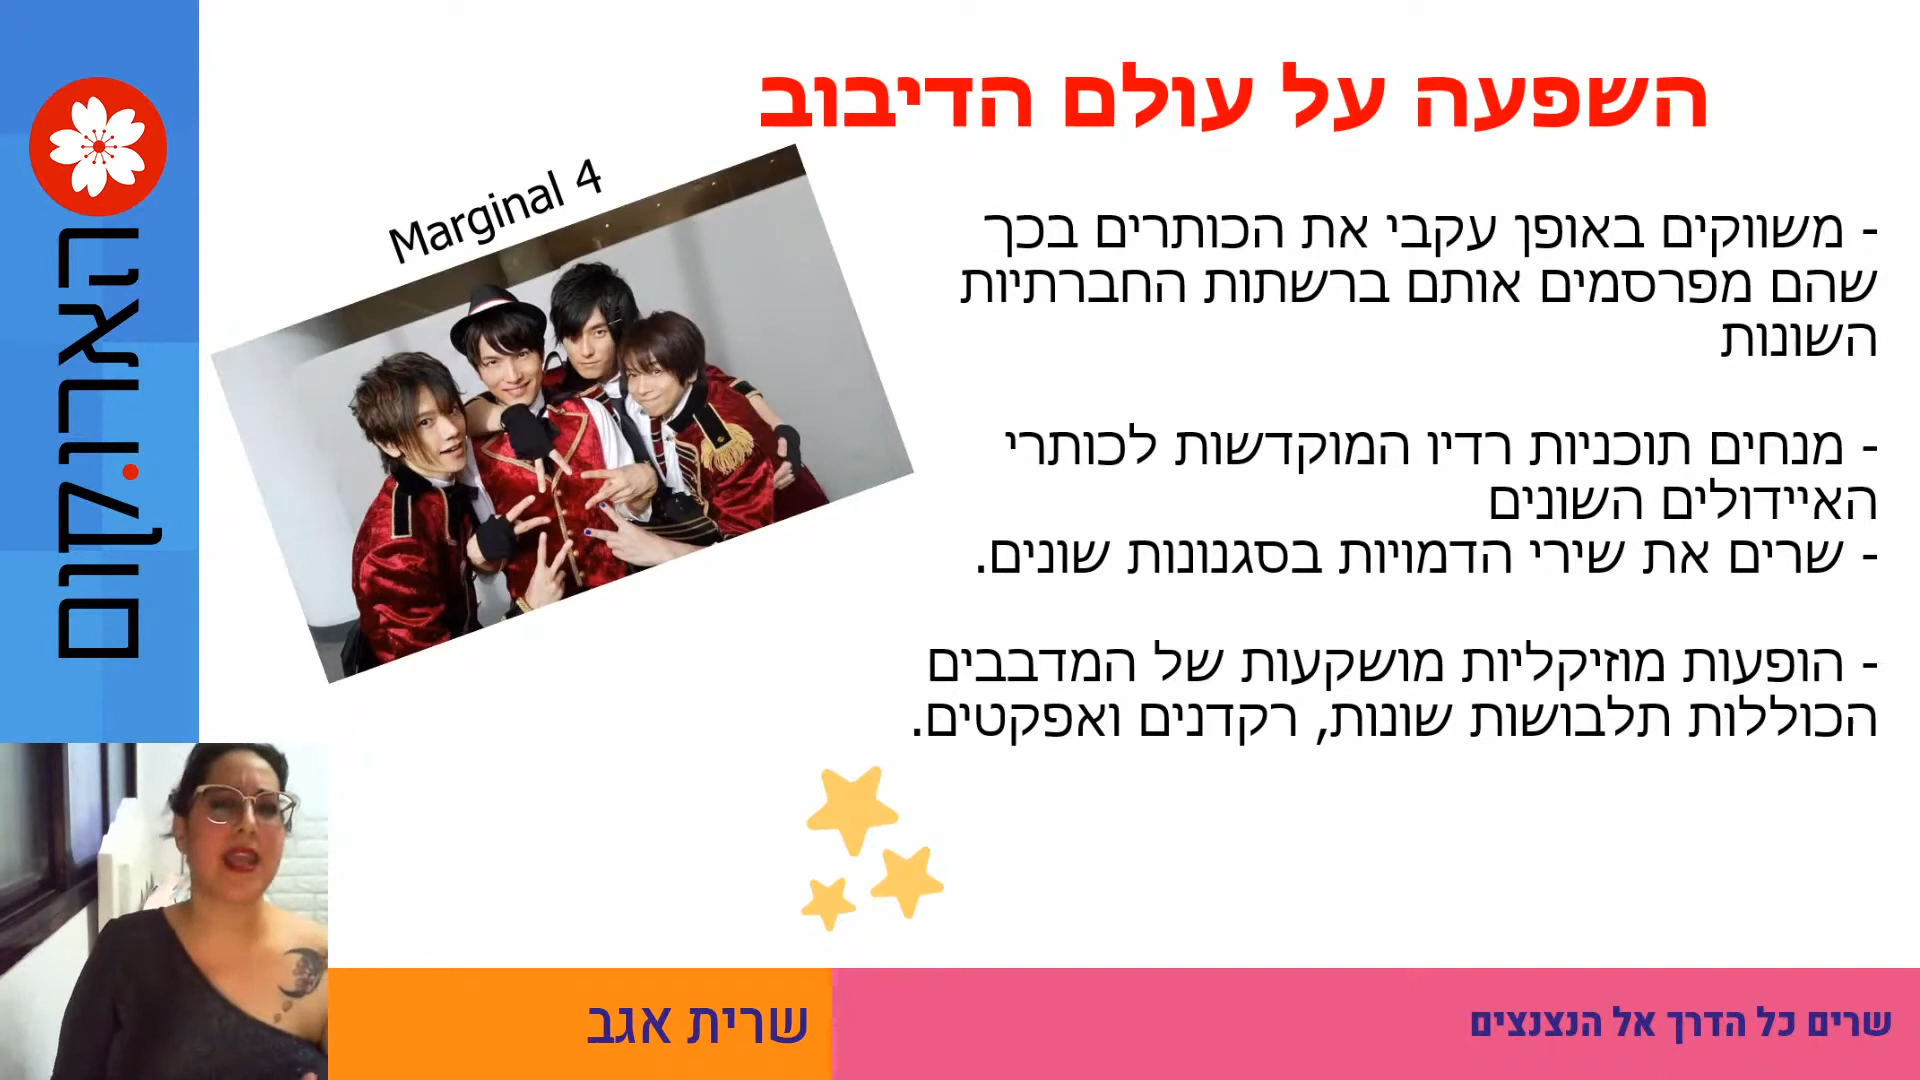 הארו.קום
השפעה על עולם הדיבוב
Marginal 4
- משווקים באופן עקבי את הכותרים בכך
שהם מפרסמים אותם ברשתות החברתיות
השונות
- מנחים תוכניות רדיו המוקדשות לכותרי
האיידולים השונים
- שרים את שירי הדמויות בסגנונות שונים.
- הופעות מוזיקליות מושקעות של המדבבים
הכוללות תלבושות שונות, רקדנים ואפקטים.
שרית אגב
שרים כל הדרך אל הנצנצים